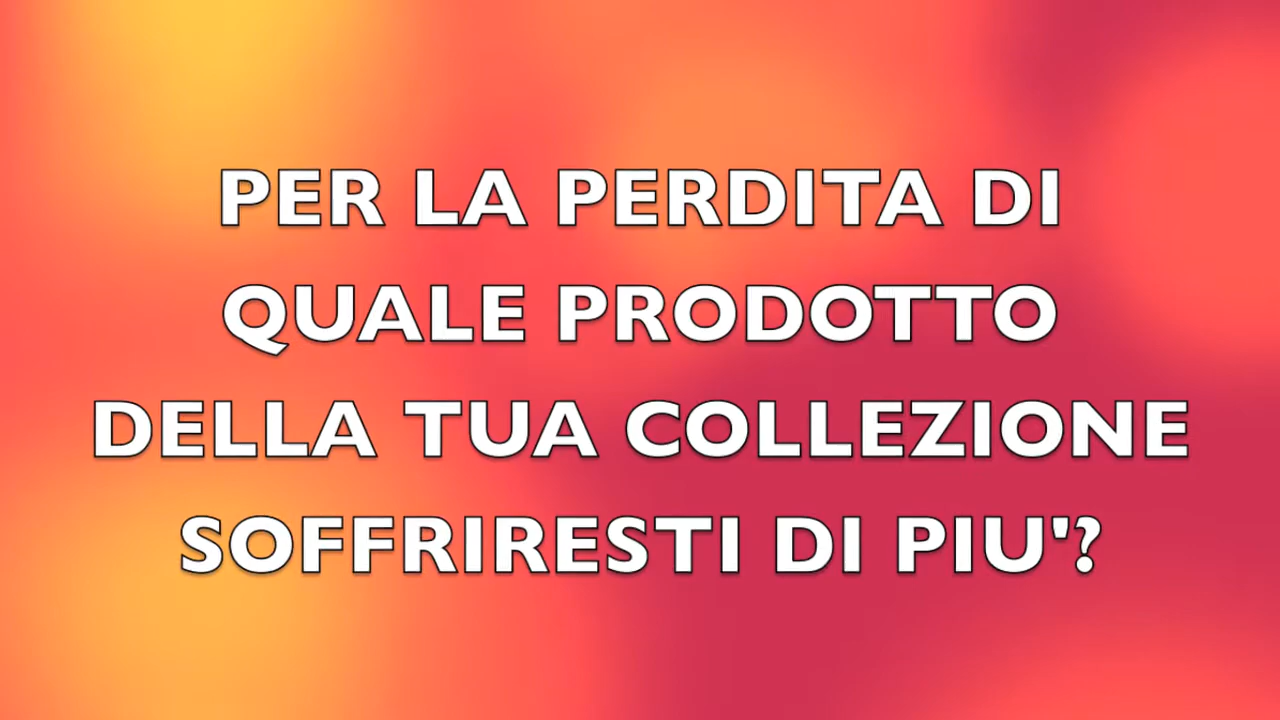 PER LA PERDITA DI
QUALE PRODOTTO
DELLA TUA COLLEZIONE
SOFFRIRESTI DI PIU'?